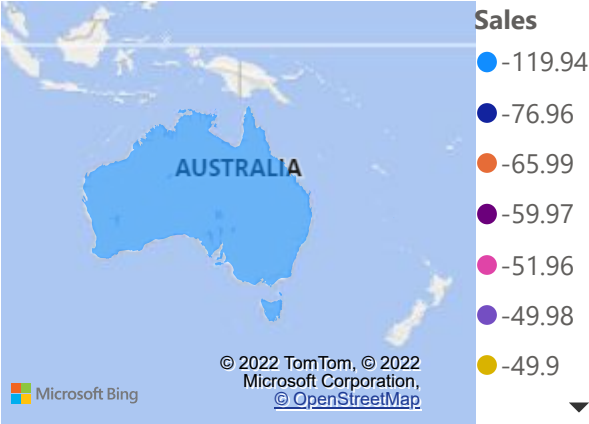 Sales
-119.94
-76.96
-65.99
-59.97
-51.96
-49.98
-49.9
AUSTRALIA
© 2022 TomTom, © 2022
Microsoft Corporation,
© OpenStreetMap
Microsoft Bing